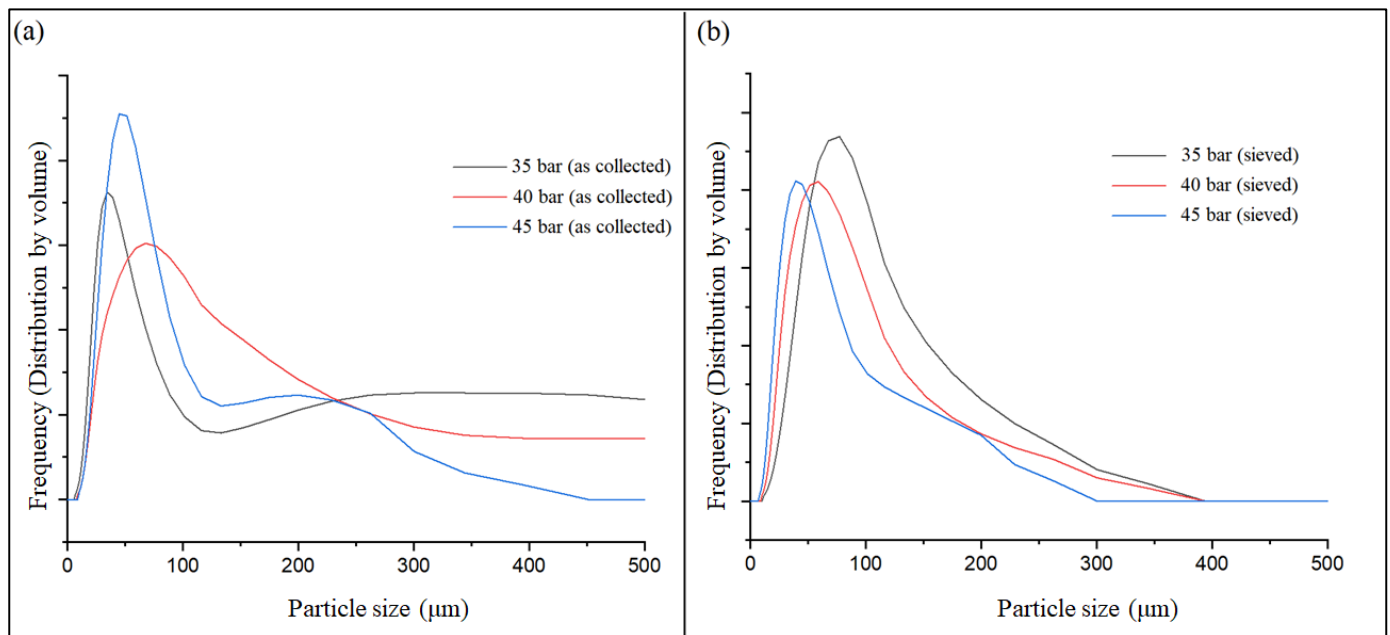 (a)
Frequency (Distribution by volume)
35 bar (as collected)
40 bar (as collected)
45 bar (as collected)
0 100 200 300 400 500
Particle size (μm)
(b)
Frequency (Distribution by volume)
35 bar (sieved)
40 bar (sieved)
45 bar (sieved)
0 100 200 300 400 500
Particle size (μm)